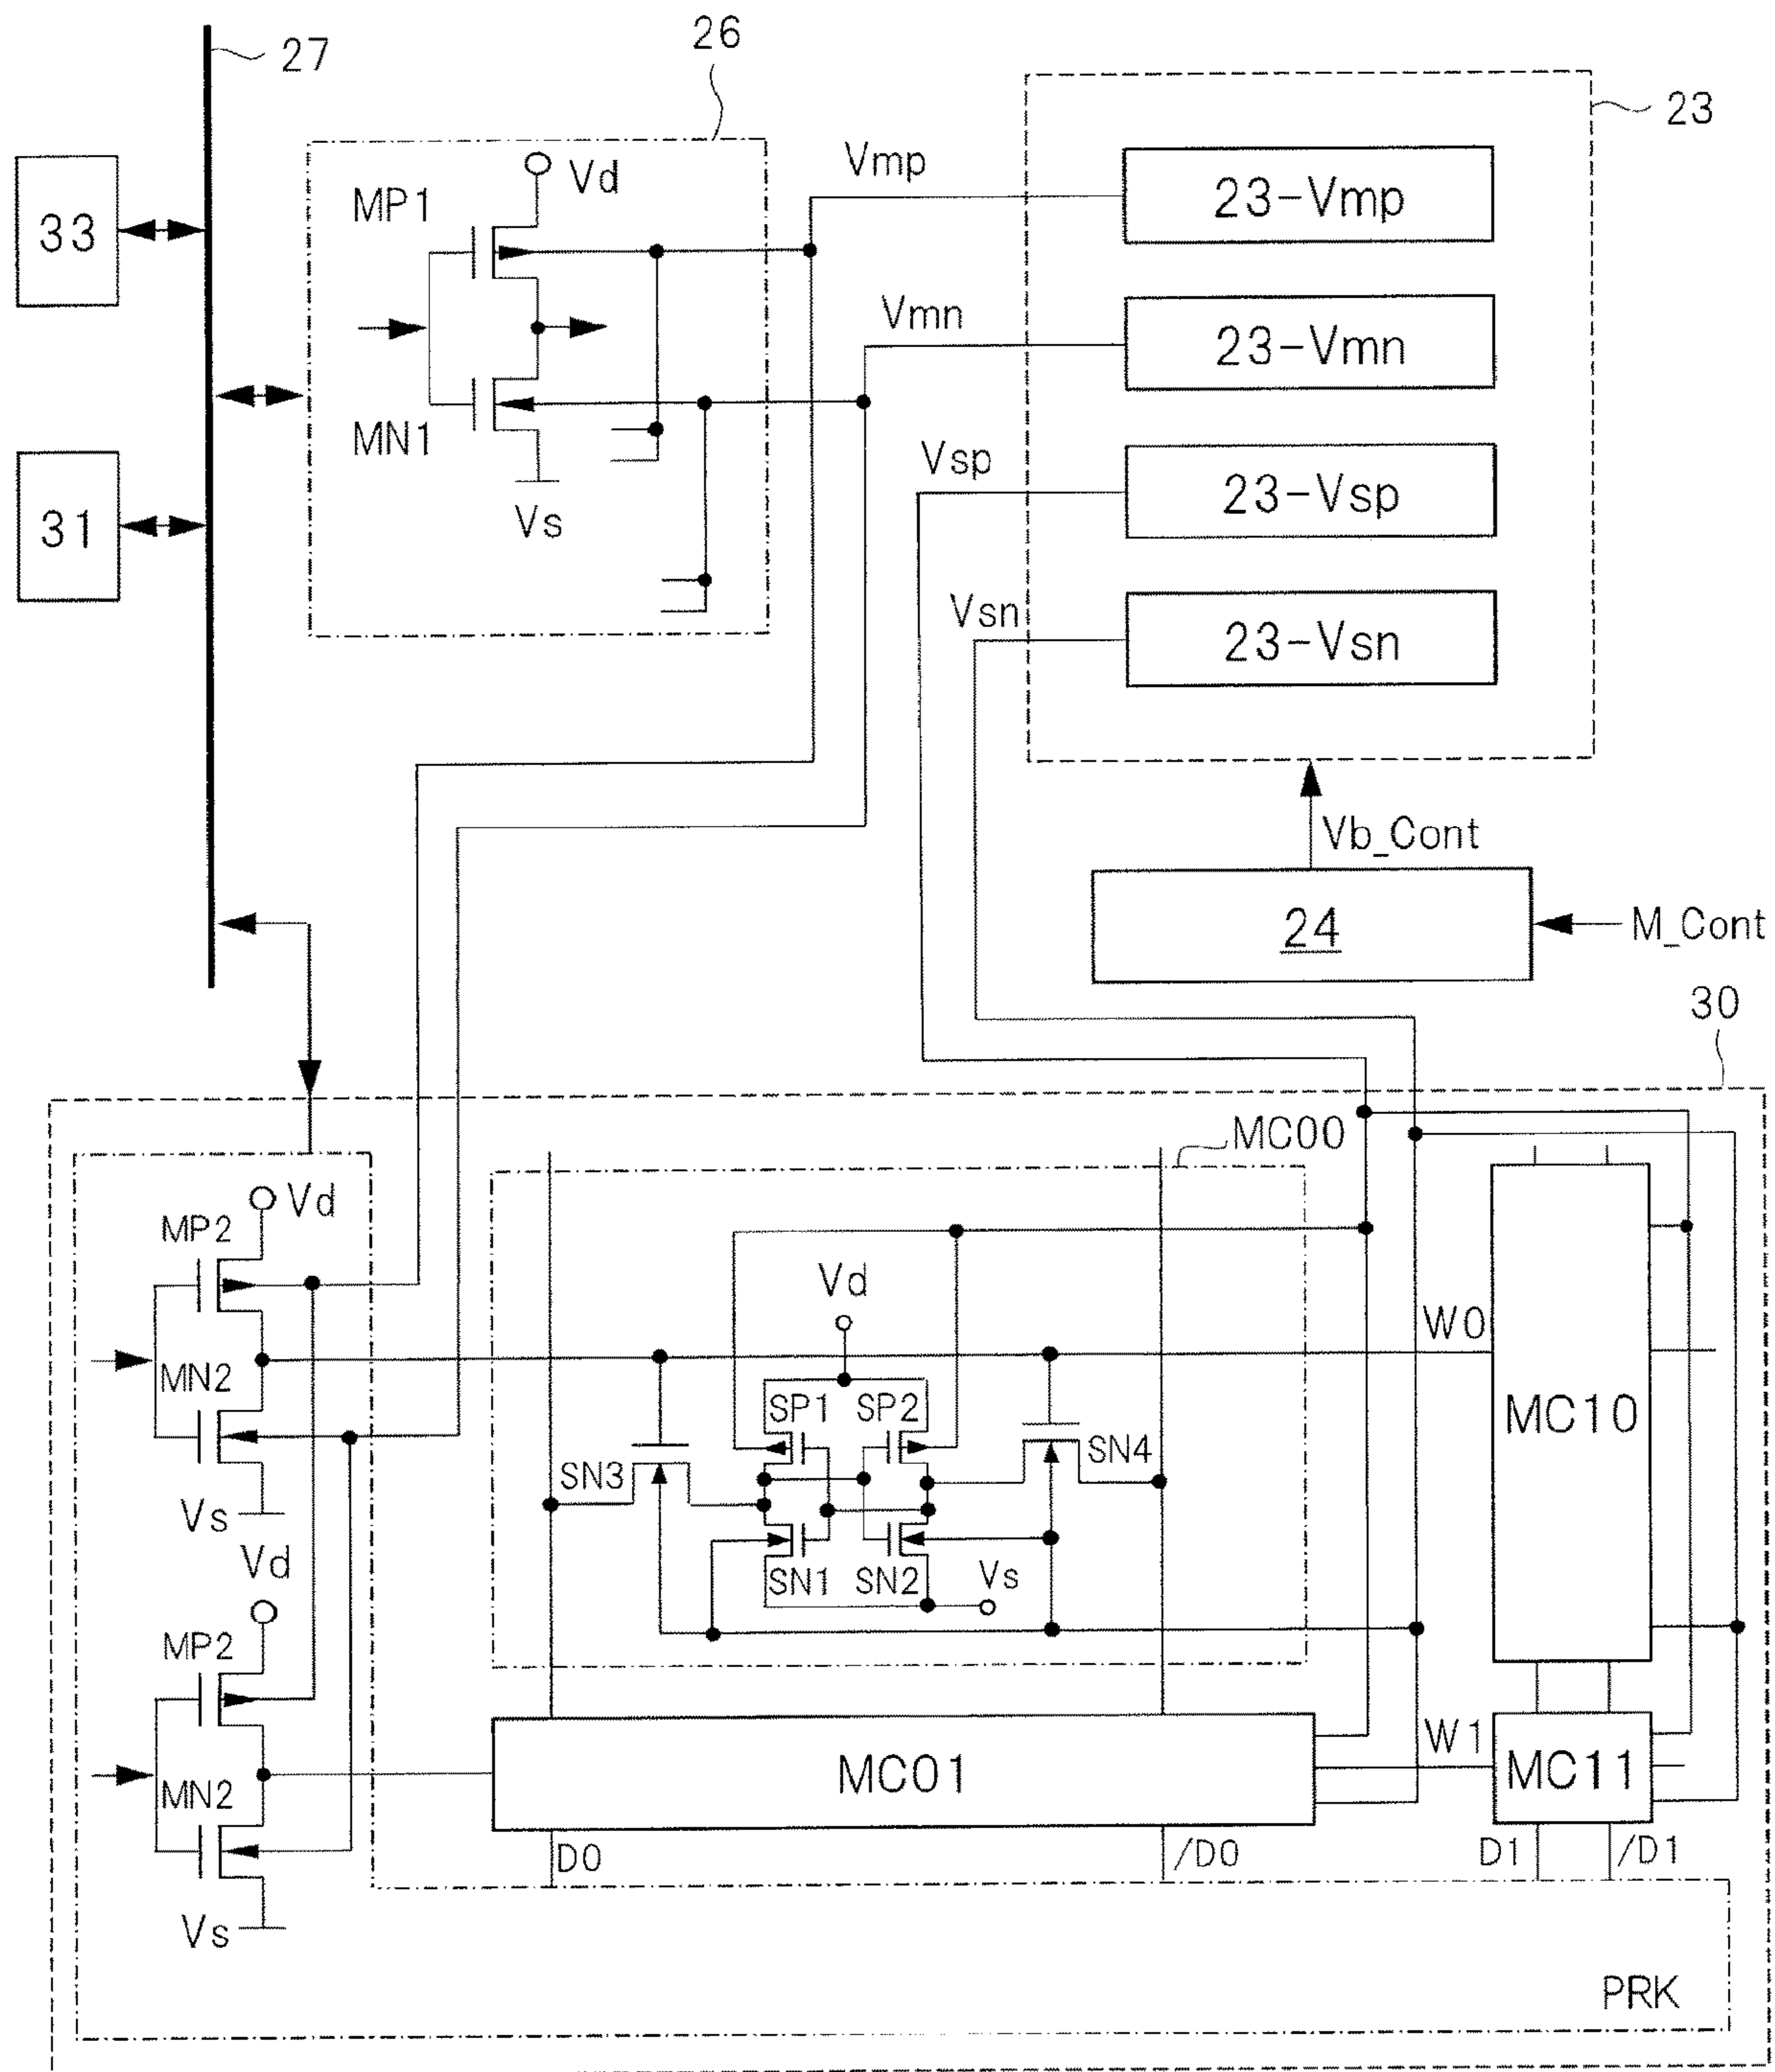 27
26
23
33
31
MP1
Vd
MN1
Vs
Vmp
Vmn
Vsp
Vsn
23-Vmp
23-Vmn
23-Vsp
23-Vsn
Vb_Cont
24
M_Cont
30
MC00
MP2
Vd
MN2
Vs
Vd
MP2
MN2
Vs
Vd
SP1
SP2
SN3
SN4
SN1
SN2
Vs
W0
MC10
MC01
W1
MC11
D0
/D0
D1
/D1
PRK